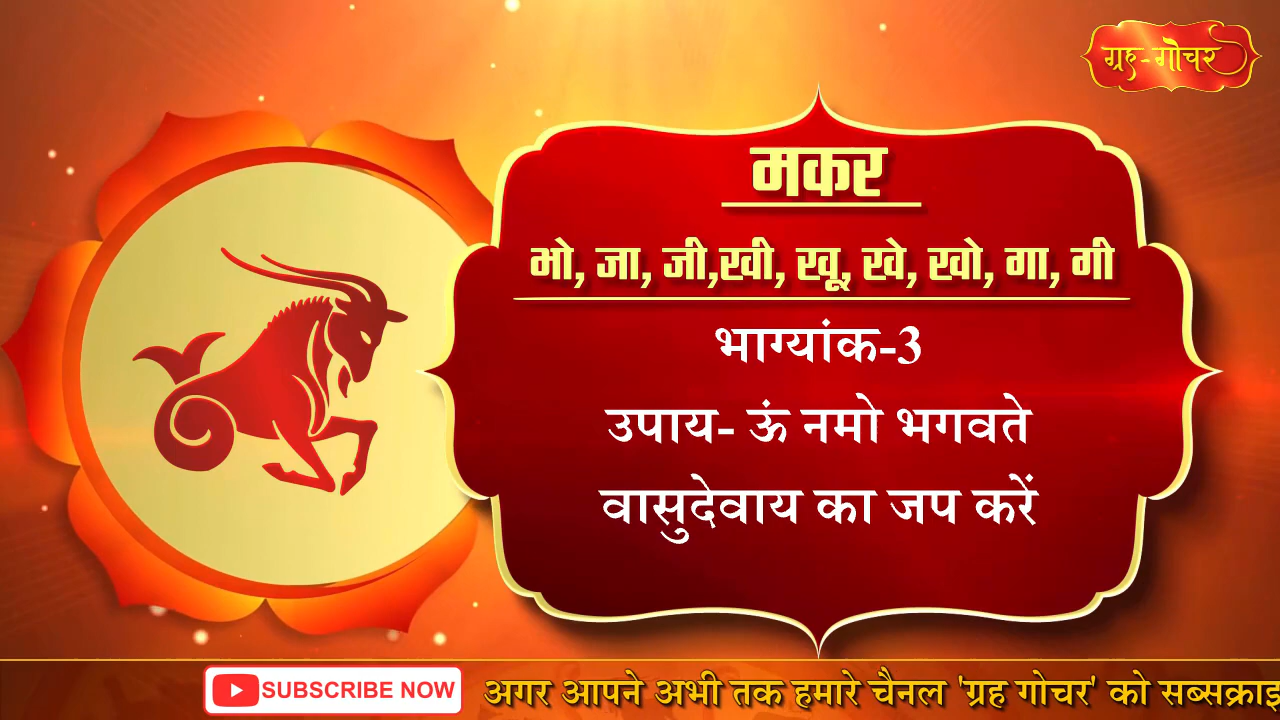 ग्रह-गोचर
मकर
भो, जा, जी,खी, खू, खे, खो, गा, गी
भाग्यांक-3
उपाय- ऊं नमो भगवते
वासुदेवाय का जप करें
SUBSCRIBE NOW
अगर आपने अभी तक हमारे चैनल 'ग्रह गोचर' को सब्सक्राइ